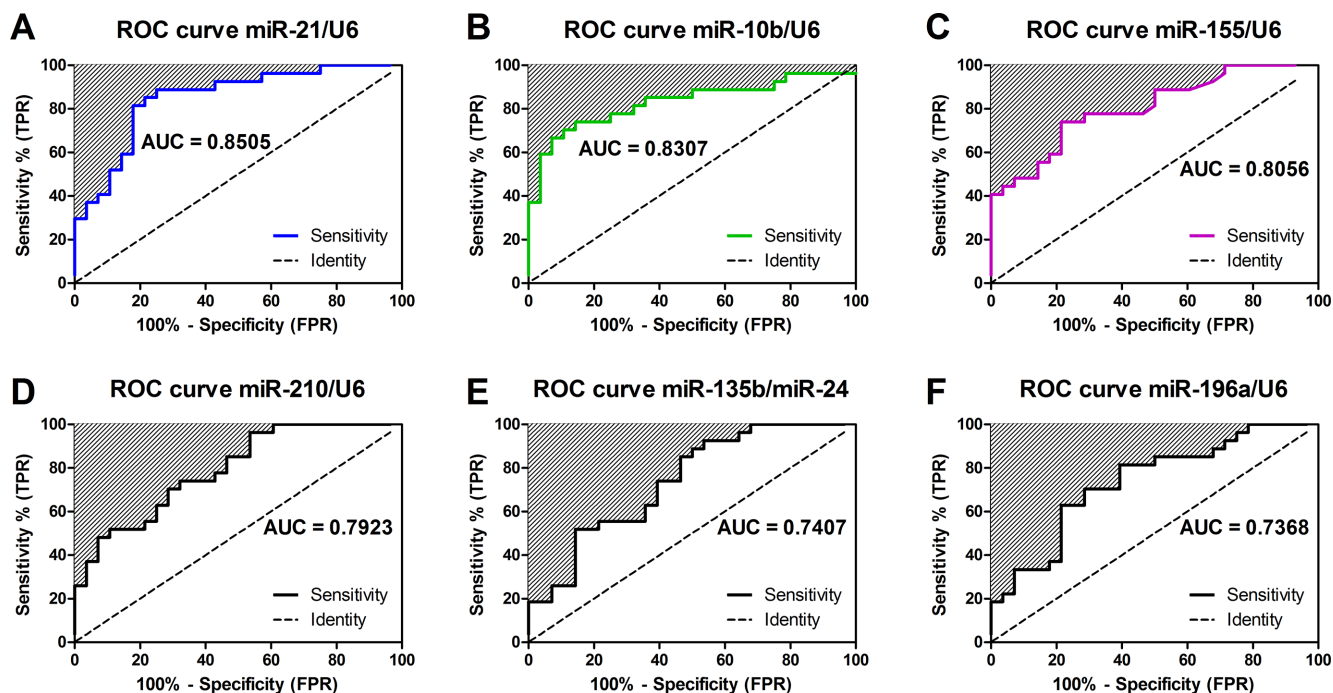 A
ROC curve miR-21/U6
Sensitivity % (TPR)
100
80
60
40
20
0
AUC = 0.8505
Sensitivity
Identity
0 20 40 60 80 100
100% - Specificity (FPR)
B
ROC curve miR-10b/U6
Sensitivity % (TPR)
100
80
60
40
20
0
AUC = 0.8307
Sensitivity
Identity
0 20 40 60 80 100
100% - Specificity (FPR)
C
ROC curve miR-155/U6
Sensitivity % (TPR)
100
80
60
40
20
0
AUC = 0.8056
Sensitivity
Identity
0 20 40 60 80 100
100% - Specificity (FPR)
D
ROC curve miR-210/U6
Sensitivity % (TPR)
100
80
60
40
20
0
AUC = 0.7923
Sensitivity
Identity
0 20 40 60 80 100
100% - Specificity (FPR)
E
ROC curve miR-135b/miR-24
Sensitivity % (TPR)
100
80
60
40
20
0
AUC = 0.7407
Sensitivity
Identity
0 20 40 60 80 100
100% - Specificity (FPR)
F
ROC curve miR-196a/U6
Sensitivity % (TPR)
100
80
60
40
20
0
AUC = 0.7368
Sensitivity
Identity
0 20 40 60 80 100
100% - Specificity (FPR)